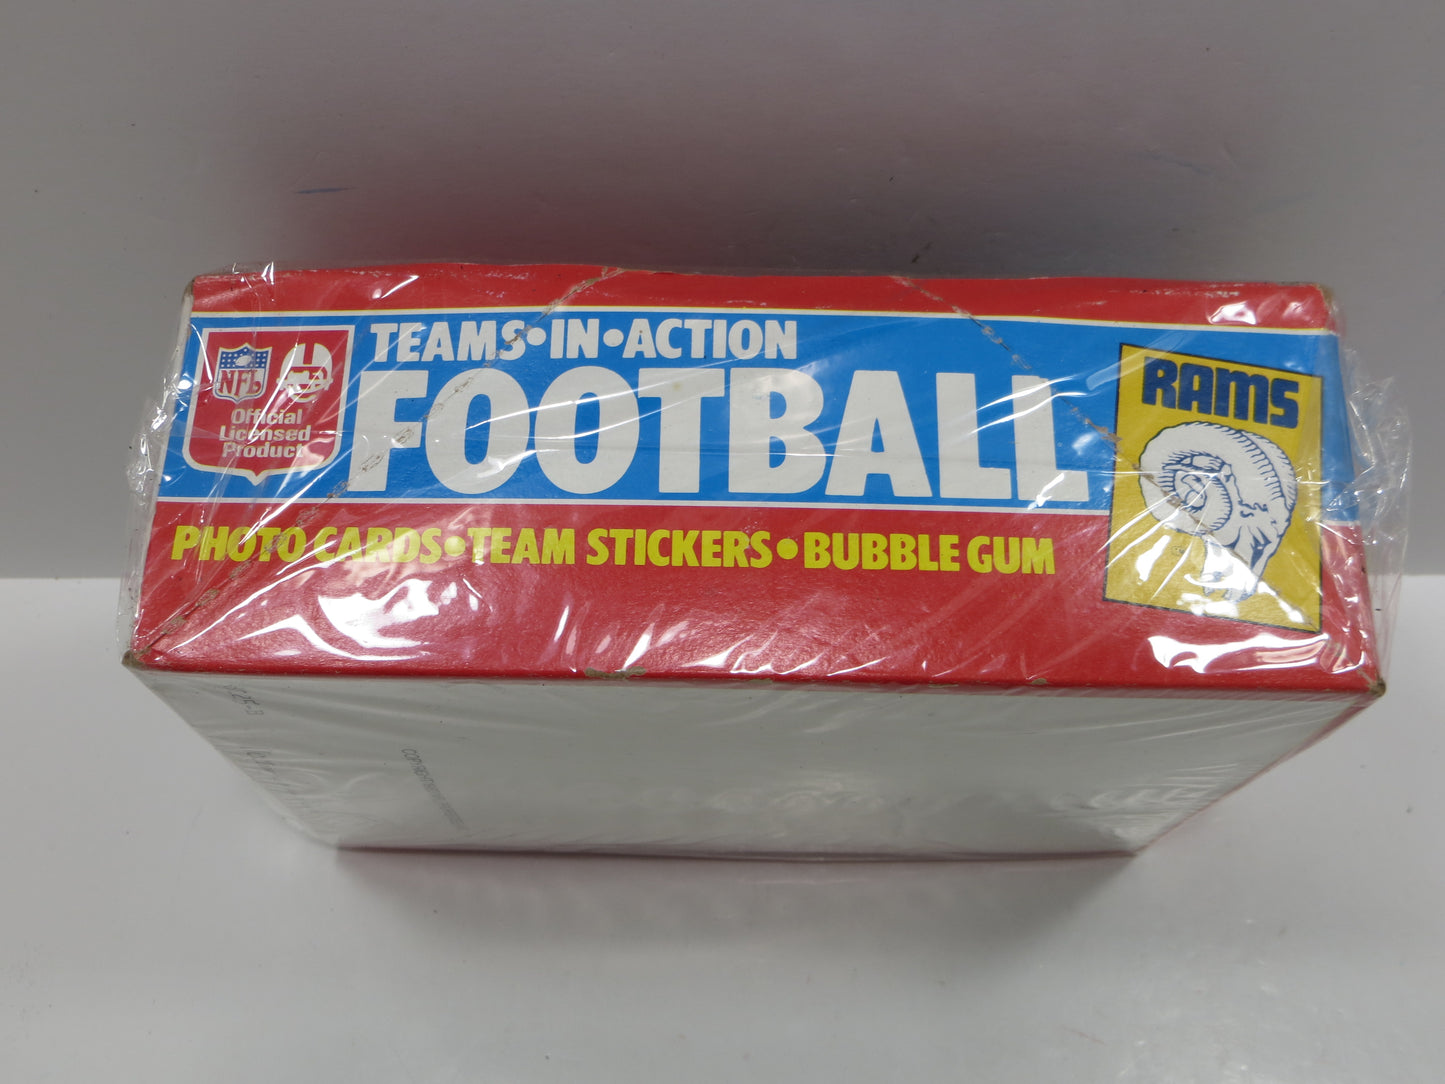 TEAMS•IN•ACTION
FOOTBALL
NFL
Official
Licensed
Product
RAMS
PHOTO CARDS•TEAM STICKERS•BUBBLE GUM